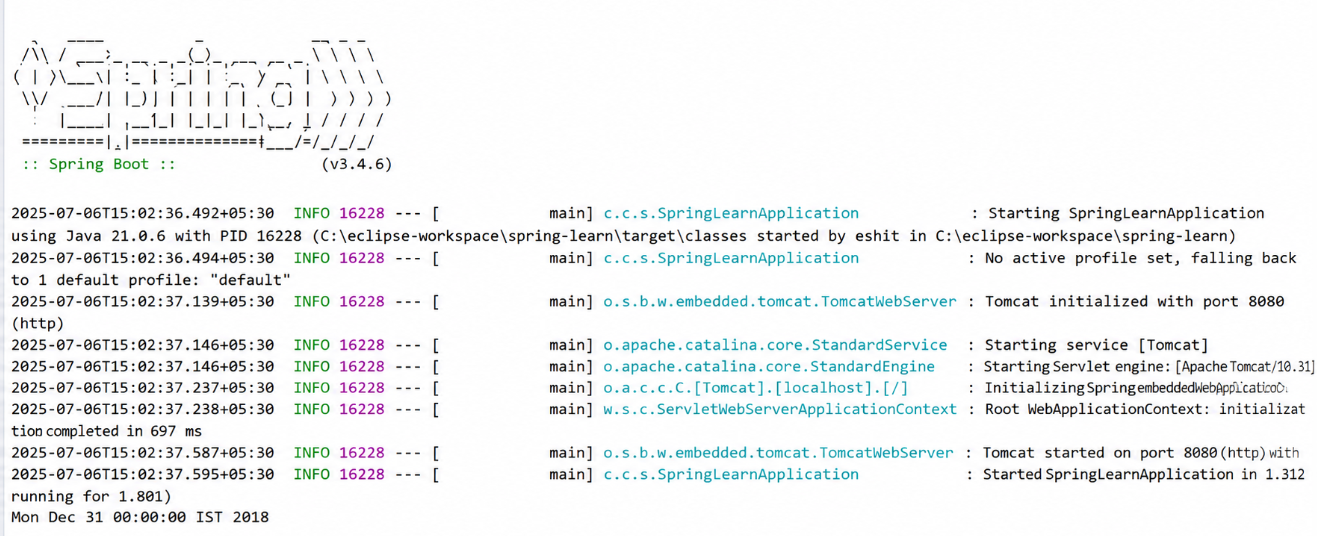 :: Spring Boot ::                (v3.4.6)
2025-07-06T15:02:36.492+05:30  INFO 16228 --- [           main] c.c.s.SpringLearnApplication             : Starting SpringLearnApplication
using Java 21.0.6 with PID 16228 (C:\eclipse-workspace\spring-learn\target\classes started by eshit in C:\eclipse-workspace\spring-learn)
2025-07-06T15:02:36.494+05:30  INFO 16228 --- [           main] c.c.s.SpringLearnApplication             : No active profile set, falling back
to 1 default profile: "default"
2025-07-06T15:02:37.139+05:30  INFO 16228 --- [           main] o.s.b.w.embedded.tomcat.TomcatWebServer  : Tomcat initialized with port 8080
(http)
2025-07-06T15:02:37.146+05:30  INFO 16228 --- [           main] o.apache.catalina.core.StandardService   : Starting service [Tomcat]
2025-07-06T15:02:37.146+05:30  INFO 16228 --- [           main] o.apache.catalina.core.StandardEngine    : Starting Servlet engine: [Apache Tomcat/10.31]
2025-07-06T15:02:37.237+05:30  INFO 16228 --- [           main] o.a.c.c.C.[Tomcat].[localhost].[/]       : Initializing Spring
2025-07-06T15:02:37.238+05:30  INFO 16228 --- [           main] w.s.c.ServletWebServerApplicationContext : Root WebApplicationContext: initializat
tion completed in 697 ms
2025-07-06T15:02:37.587+05:30  INFO 16228 --- [           main] o.s.b.w.embedded.tomcat.TomcatWebServer  : Tomcat started on port 8080 (http) with
2025-07-06T15:02:37.595+05:30  INFO 16228 --- [           main] c.c.s.SpringLearnApplication             : Started SpringLearnApplication in 1.312
running for 1.801)
Mon Dec 31 00:00:00 IST 2018